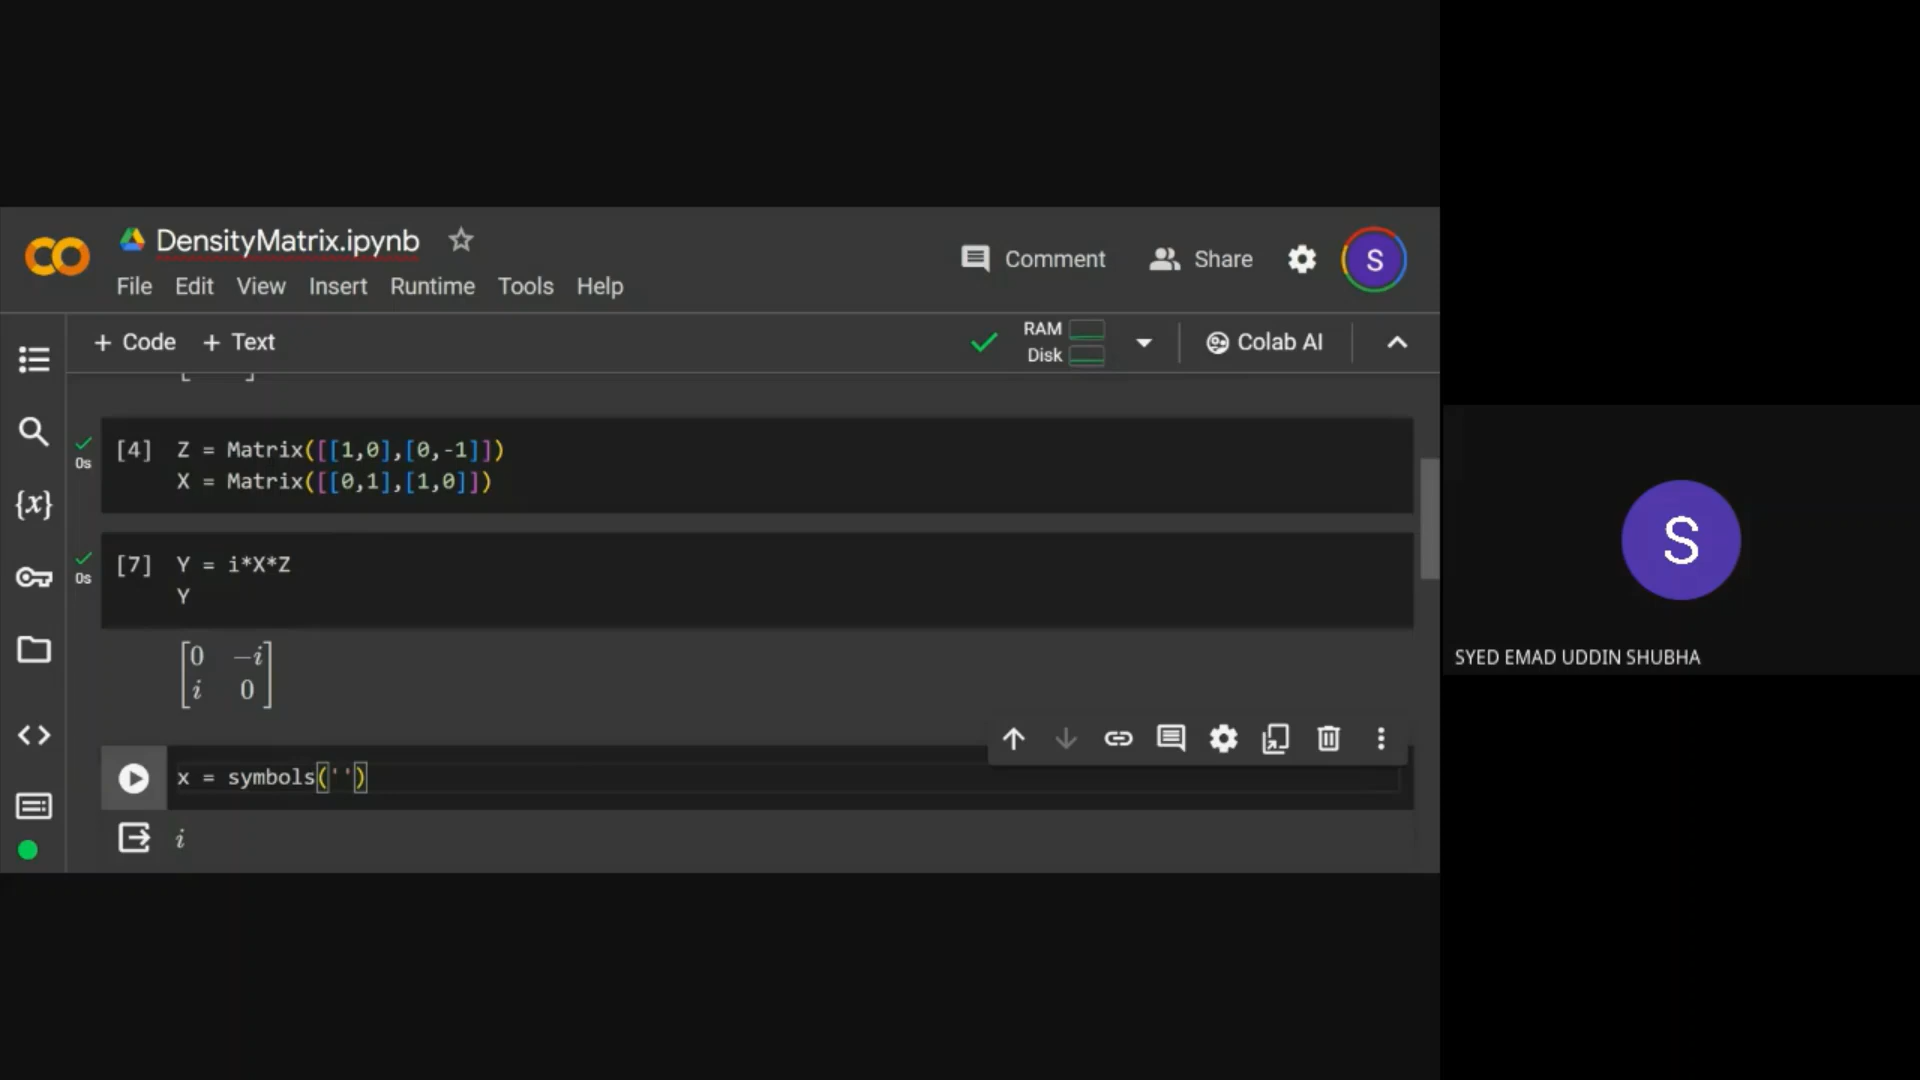 DensityMatrix.ipynb
Comment
Share
S
File Edit View Insert Runtime Tools Help
+ Code + Text
RAM
Disk
Colab AI
{x}
[4] Z = Matrix([[1,0],[0,-1]])
X = Matrix([[0,1],[1,0]])
0s
[7] Y = i*X*Z
Y
0s
[0 −i]
[i 0]
x = symbols('')
i
S
SYED EMAD UDDIN SHUBHA